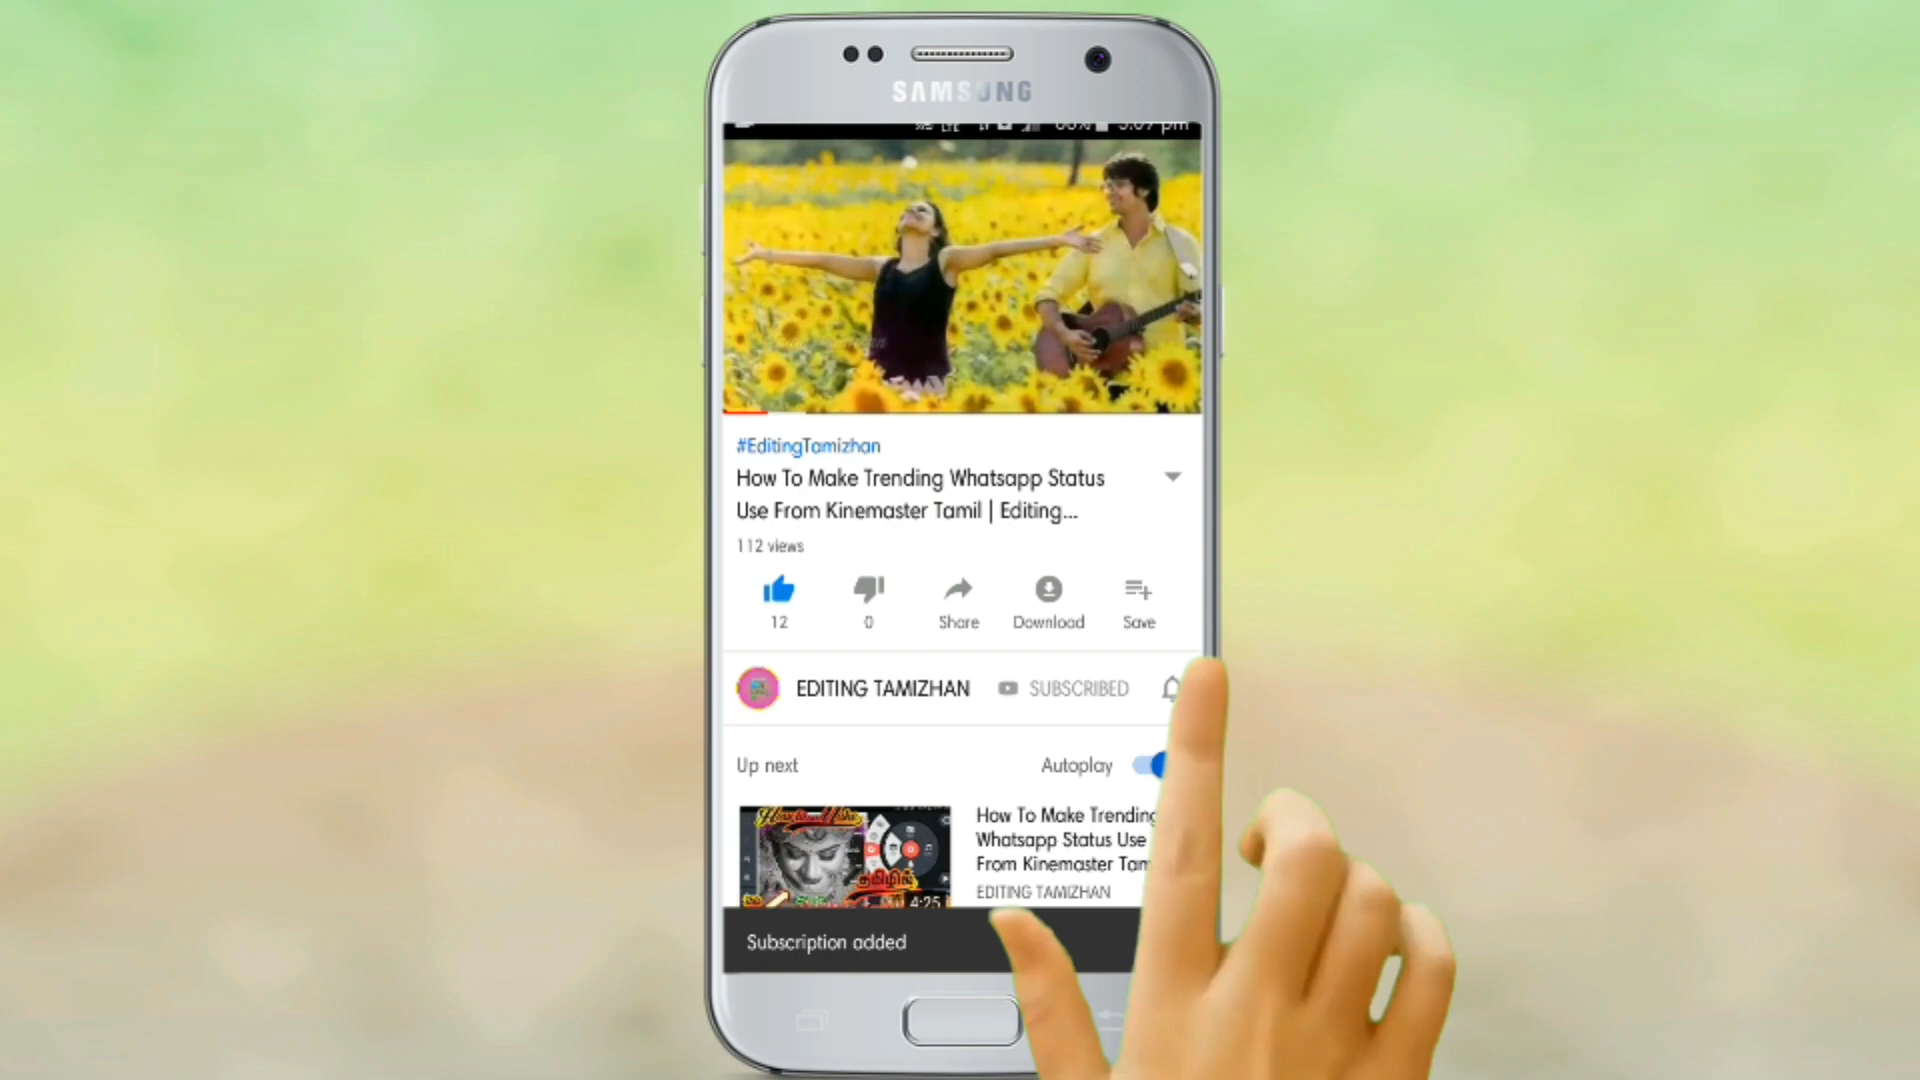 SAMSUNG
#EditingTamizhan
How To Make Trending Whatsapp Status
Use From Kinemaster Tamil | Editing...
112 views
12
0
Share
Download
Save
EDITING TAMIZHAN
SUBSCRIBED
Up next
Autoplay
How To Make Trending
Whatsapp Status Use
From Kinemaster Tam
EDITING TAMIZHAN
தமிழில்
4:25
Subscription added